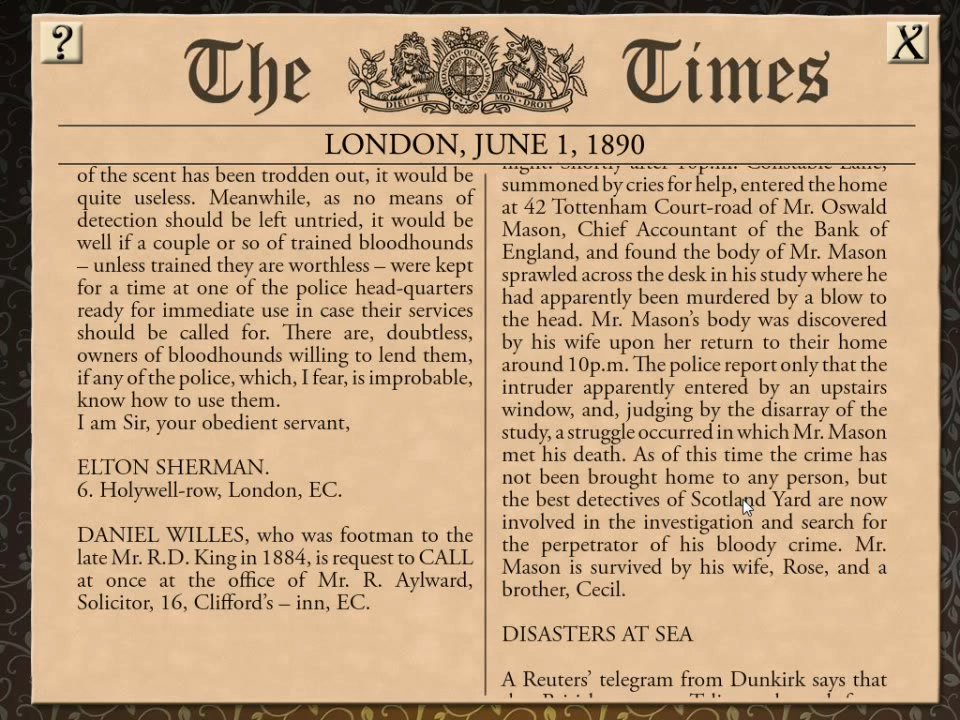 ?
The Times
X
DIEU · ET MON · DROIT
LONDON, JUNE 1, 1890
of the scent has been trodden out, it would be
quite useless. Meanwhile, as no means of
detection should be left untried, it would be
well if a couple or so of trained bloodhounds
– unless trained they are worthless – were kept
for a time at one of the police head-quarters
ready for immediate use in case their services
should be called for. There are, doubtless,
owners of bloodhounds willing to lend them,
if any of the police, which, I fear, is improbable,
know how to use them.
I am Sir, your obedient servant,
ELTON SHERMAN.
6. Holywell-row, London, EC.
DANIEL WILLES, who was footman to the
late Mr. R.D. King in 1884, is request to CALL
at once at the office of Mr. R. Aylward,
Solicitor, 16, Clifford's – inn, EC.
night. Shortly after 10p.m. Constable Lane,
summoned by cries for help, entered the home
at 42 Tottenham Court-road of Mr. Oswald
Mason, Chief Accountant of the Bank of
England, and found the body of Mr. Mason
sprawled across the desk in his study where he
had apparently been murdered by a blow to
the head. Mr. Mason's body was discovered
by his wife upon her return to their home
around 10p.m. The police report only that the
intruder apparently entered by an upstairs
window, and, judging by the disarray of the
study, a struggle occurred in which Mr. Mason
met his death. As of this time the crime has
not been brought home to any person, but
the best detectives of Scotland Yard are now
involved in the investigation and search for
the perpetrator of his bloody crime. Mr.
Mason is survived by his wife, Rose, and a
brother, Cecil.
DISASTERS AT SEA
A Reuters' telegram from Dunkirk says that